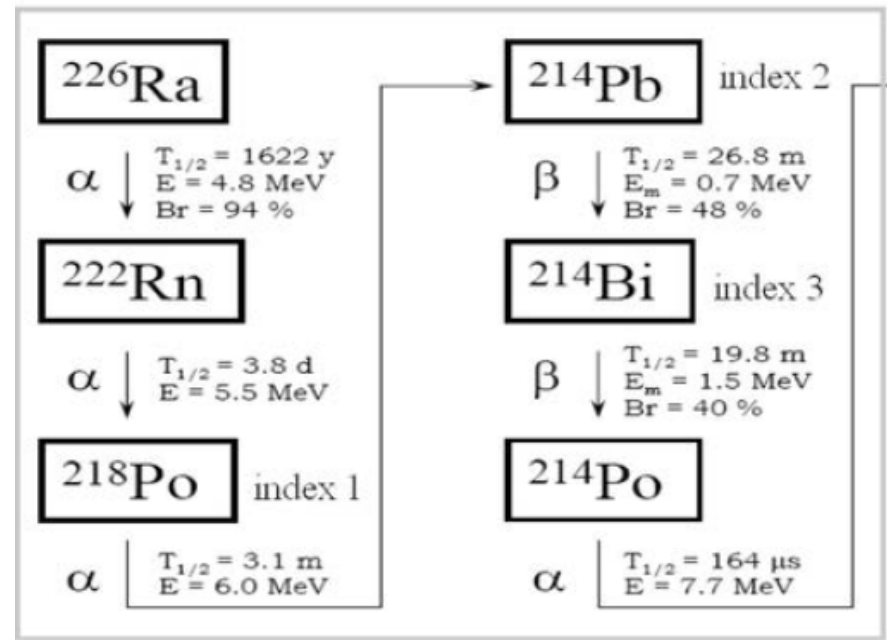 ²²⁶Ra
α
T₁/₂ = 1622 y
E = 4.8 MeV
Br = 94 %
²²²Rn
α
T₁/₂ = 3.8 d
E = 5.5 MeV
²¹⁸Po index 1
α
T₁/₂ = 3.1 m
E = 6.0 MeV
²¹⁴Pb index 2
β
T₁/₂ = 26.8 m
Eₘ = 0.7 MeV
Br = 48 %
²¹⁴Bi index 3
β
T₁/₂ = 19.8 m
Eₘ = 1.5 MeV
Br = 40 %
²¹⁴Po
α
T₁/₂ = 164 μs
E = 7.7 MeV